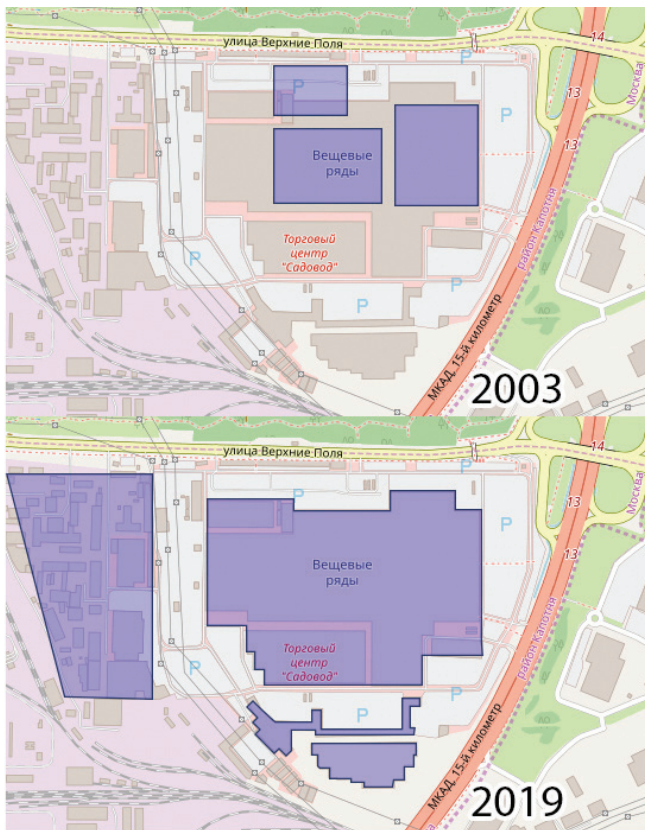 улица Верхние Поля
14
P
13
Москва
P
P
13
Вещевые
ряды
район Капотня
Торговый
центр
"Садовод"
P
P
МКАД, 15-й километр
2003
улица Верхние Поля
14
P
13
Москва
P
P
13
Вещевые
ряды
район Капотня
Торговый
центр
"Садовод"
P
P
МКАД, 15-й километр
2019